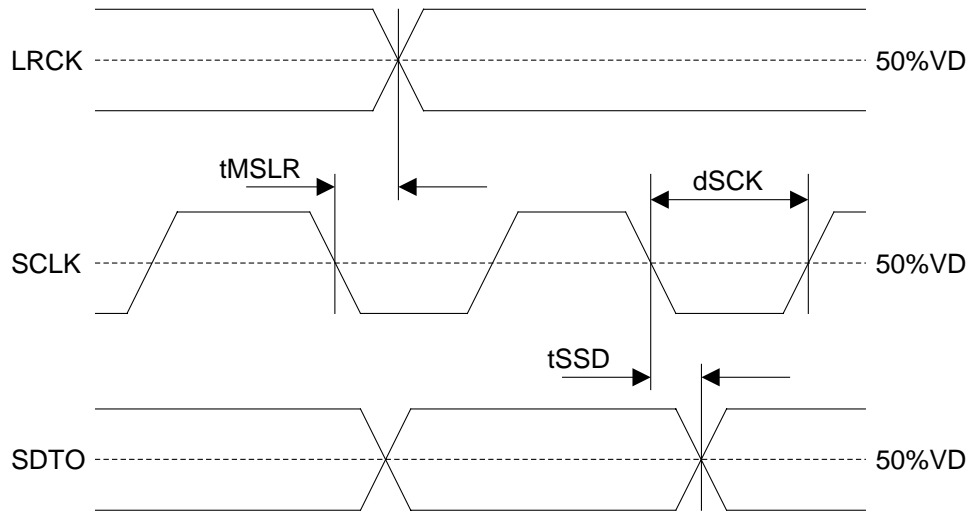 LRCK 50%VD
tMSLR dSCK
SCLK 50%VD
tSSD
SDTO 50%VD